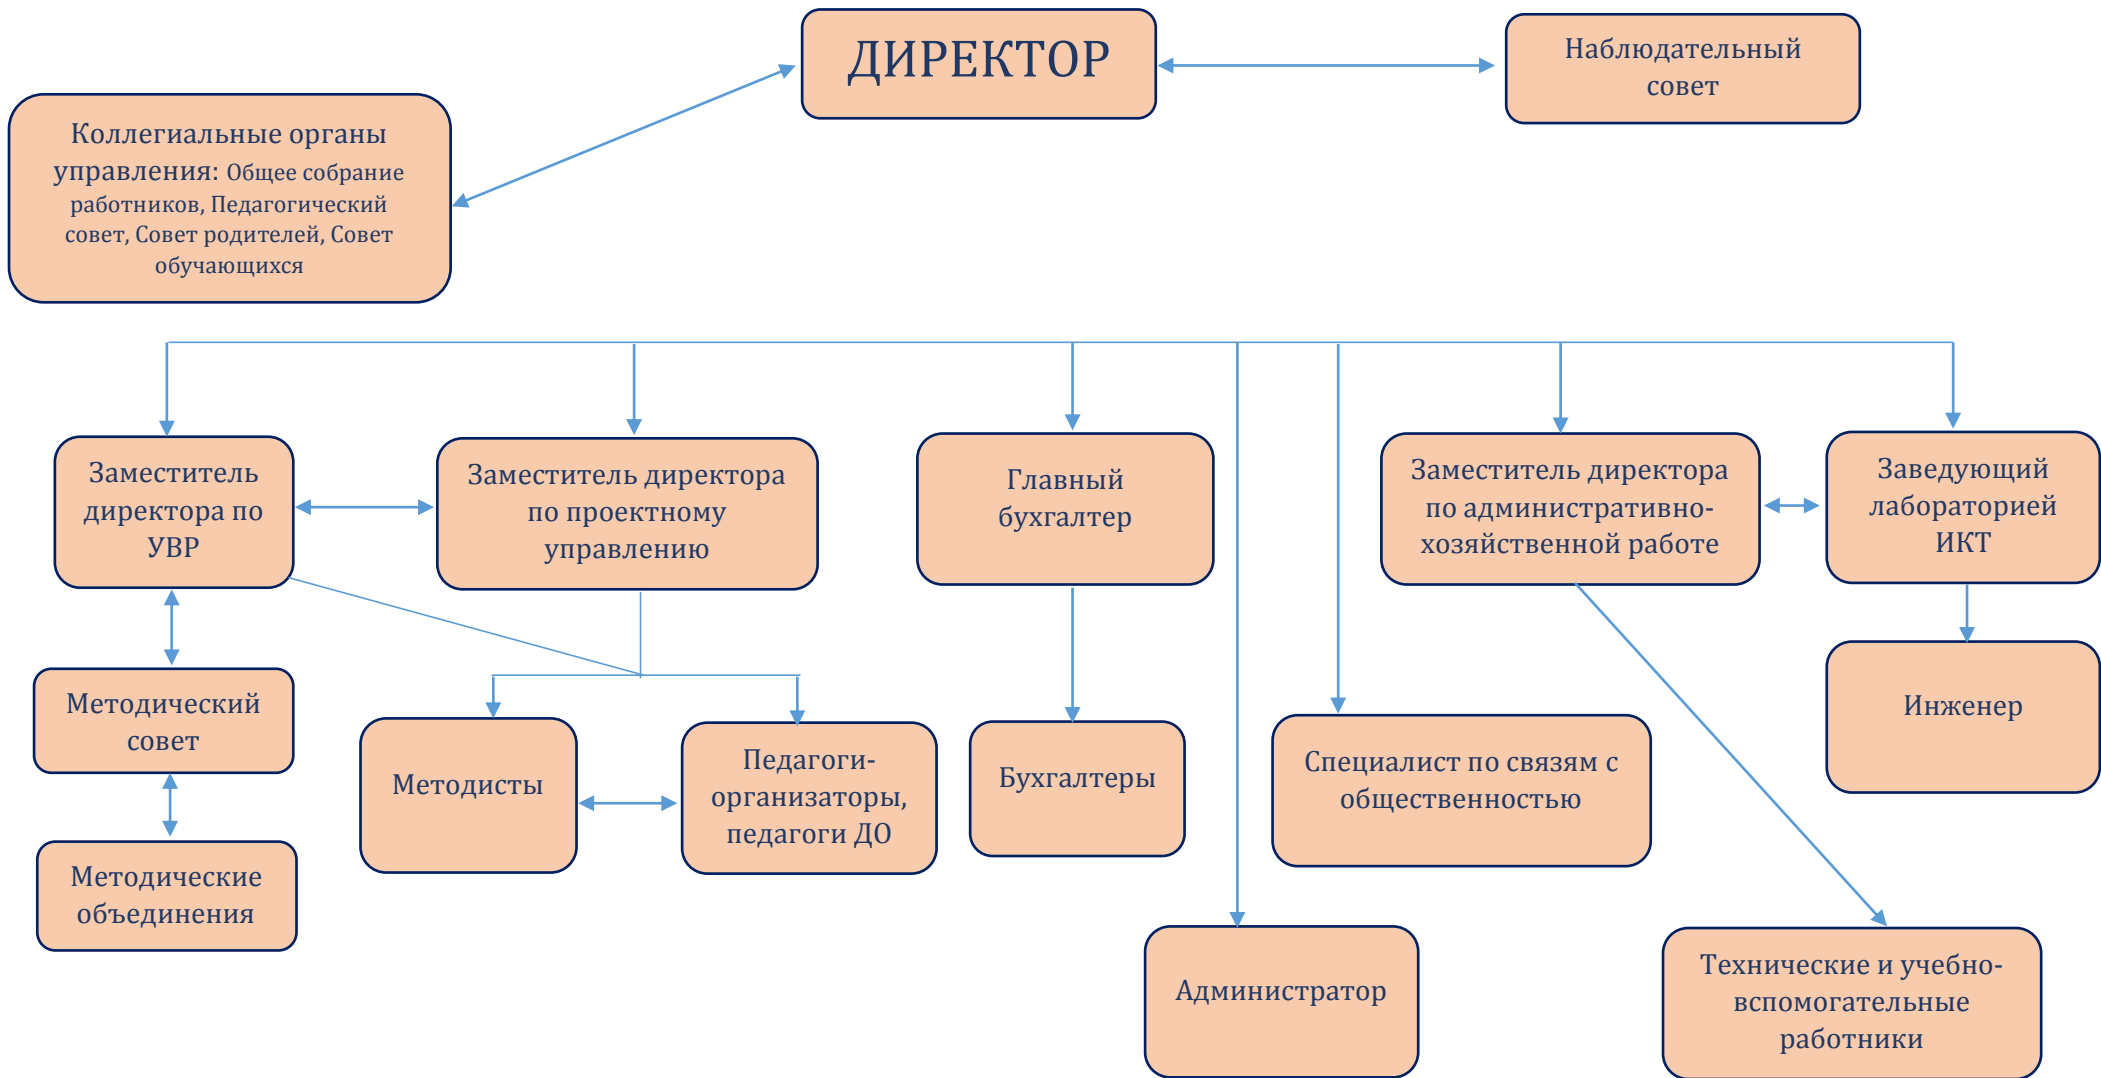 ДИРЕКТОР
Наблюдательный
совет
Коллегиальные органы
управления: Общее собрание
работников, Педагогический
совет, Совет родителей, Совет
обучающихся
Заместитель
директора по
УВР
Заместитель директора
по проектному
управлению
Главный
бухгалтер
Заместитель директора
по административно-
хозяйственной работе
Заведующий
лабораторией
ИКТ
Методический
совет
Методисты
Педагоги-
организаторы,
педагоги ДО
Бухгалтеры
Специалист по связям с
общественностью
Инженер
Методические
объединения
Администратор
Технические и учебно-
вспомогательные
работники